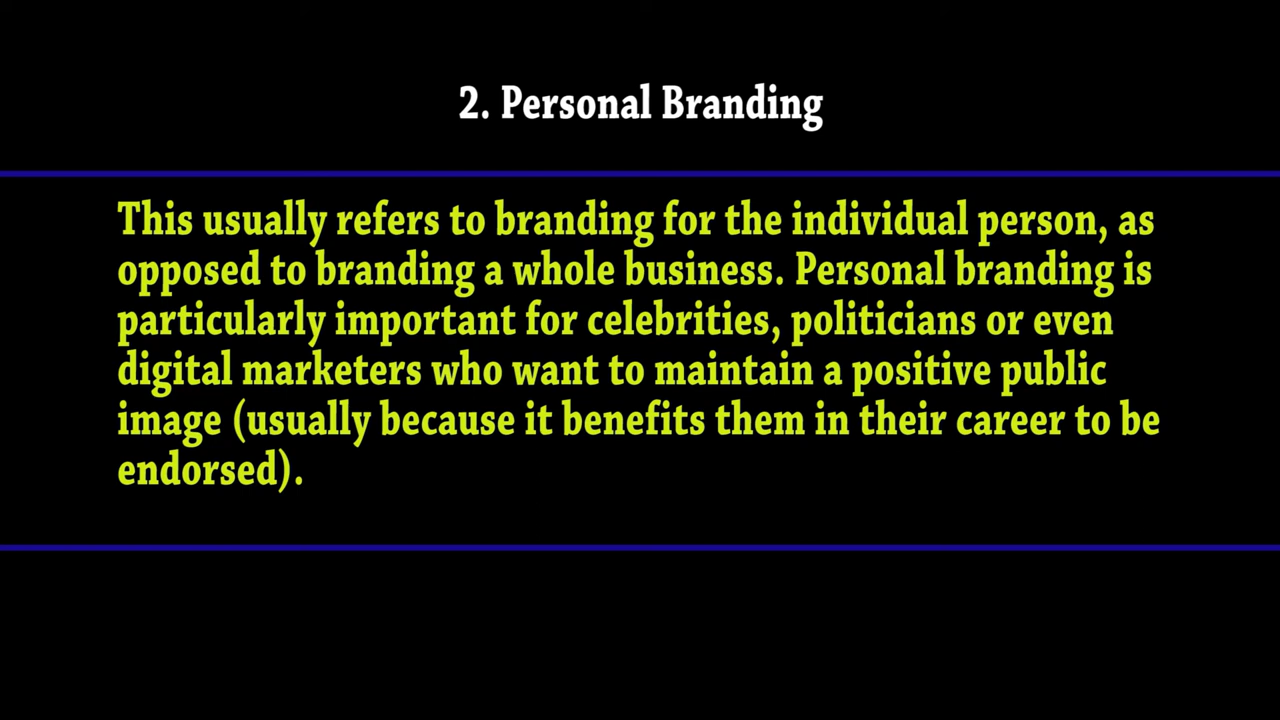 2. Personal Branding
This usually refers to branding for the individual person, as
opposed to branding a whole business. Personal branding is
particularly important for celebrities, politicians or even
digital marketers who want to maintain a positive public
image (usually because it benefits them in their career to be
endorsed).